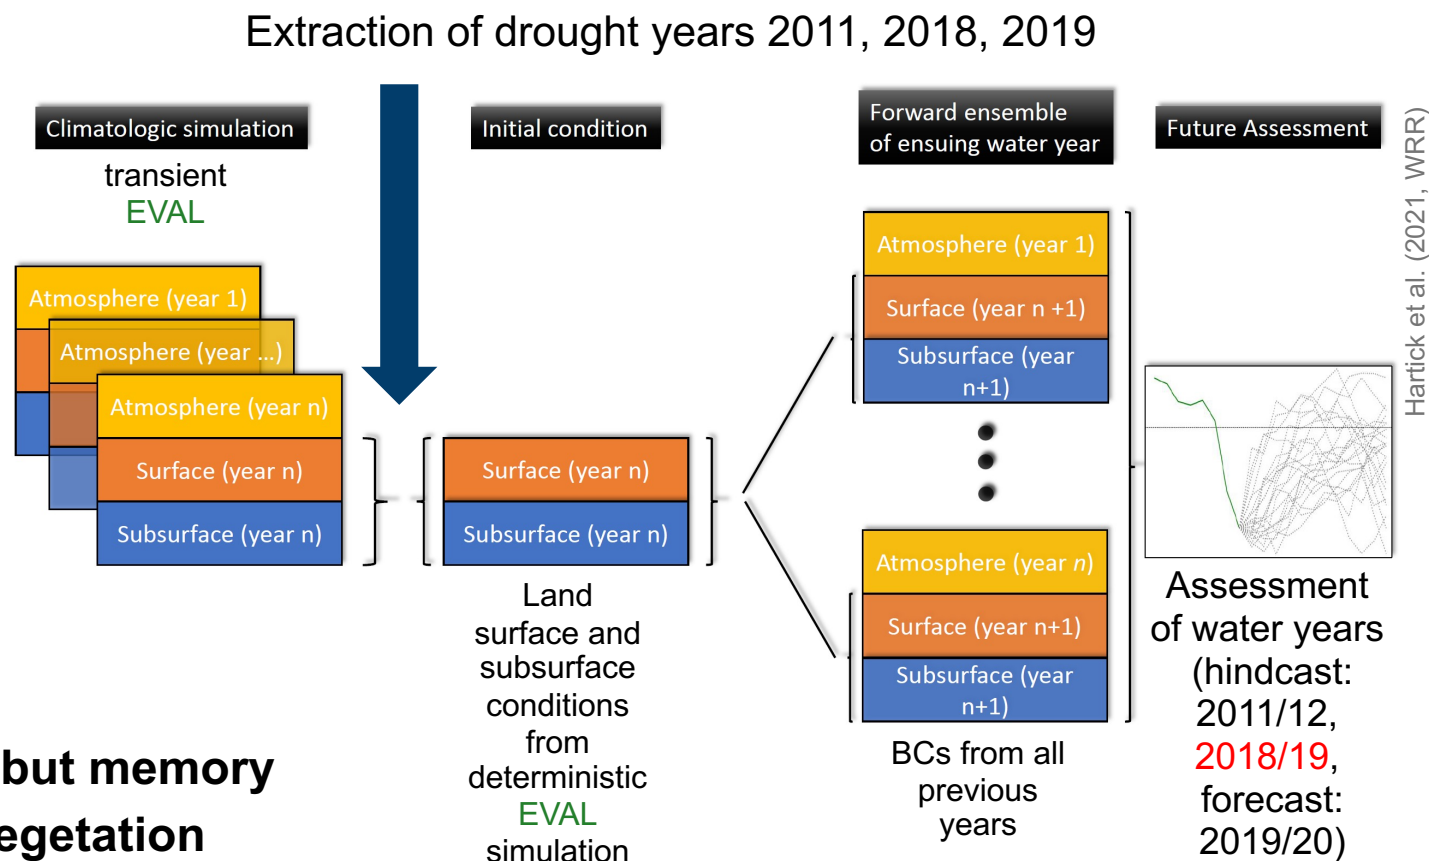 Extraction of drought years 2011, 2018, 2019
Climatologic simulation
transient
EVAL
Atmosphere (year 1)
Atmosphere (year ...)
Atmosphere (year n)
Surface (year n)
Subsurface (year n)
Initial condition
Surface (year n)
Subsurface (year n)
Land
surface and
subsurface
conditions
from
deterministic
EVAL
simulation
Forward ensemble
of ensuing water year
Atmosphere (year 1)
Surface (year n +1)
Subsurface (year
n+1)
Atmosphere (year n)
Surface (year n+1)
Subsurface (year
n+1)
BCs from all
previous
years
Future Assessment
Assessment
of water years
(hindcast:
2011/12,
2018/19,
forecast:
2019/20)
Hartick et al. (2021, WRR)
but memory
egetation